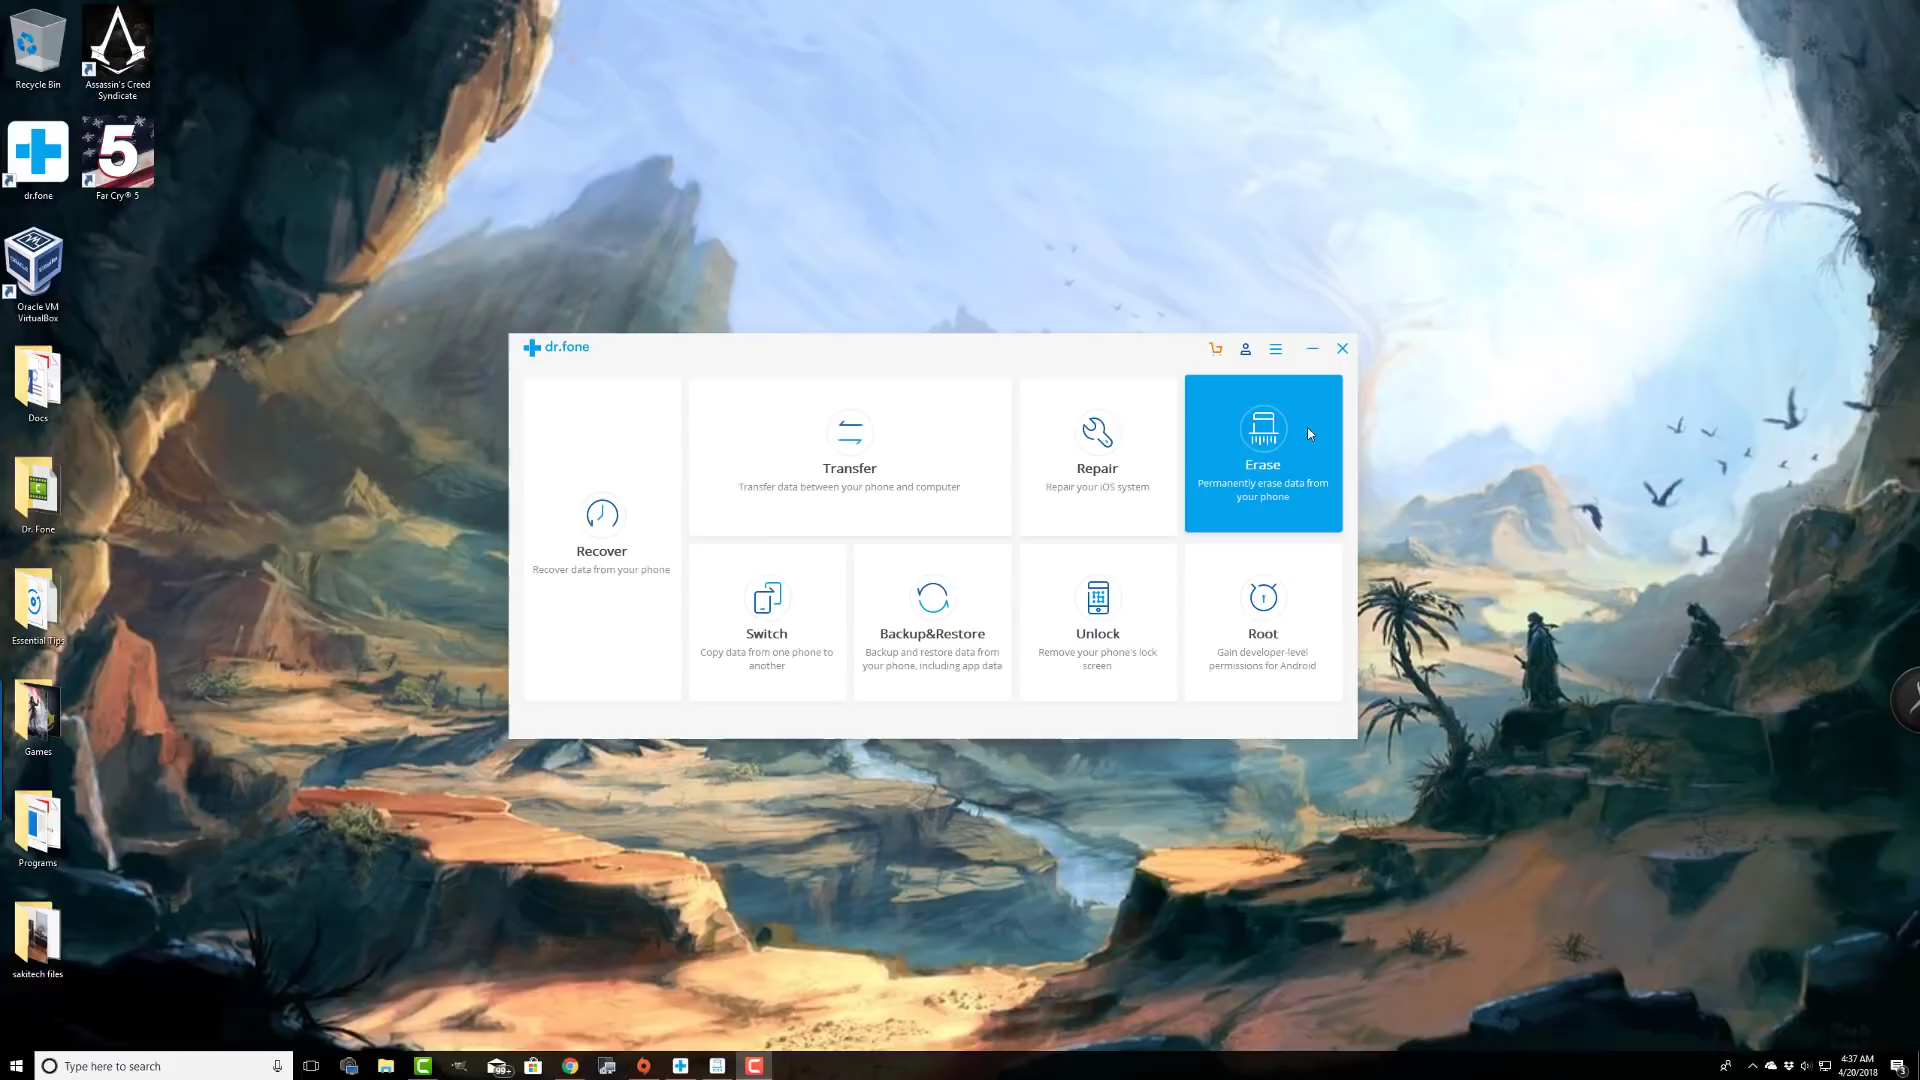 Recycle Bin
Assassin's Creed
Syndicate
dr.fone
5
Far Cry® 5
Oracle VM
VirtualBox
Docs
Dr. Fone
Essential Tips
Games
Programs
sakitech files
dr.fone
Recover
Recover data from your phone
Transfer
Transfer data between your phone and computer
Repair
Repair your iOS system
Erase
Permanently erase data from
your phone
Switch
Copy data from one phone to
another
Backup&Restore
Backup and restore data from
your phone, including app data
Unlock
Remove your phone's lock
screen
Root
Gain developer-level
permissions for Android
Type here to search
99+
4:37 AM
4/20/2018
3